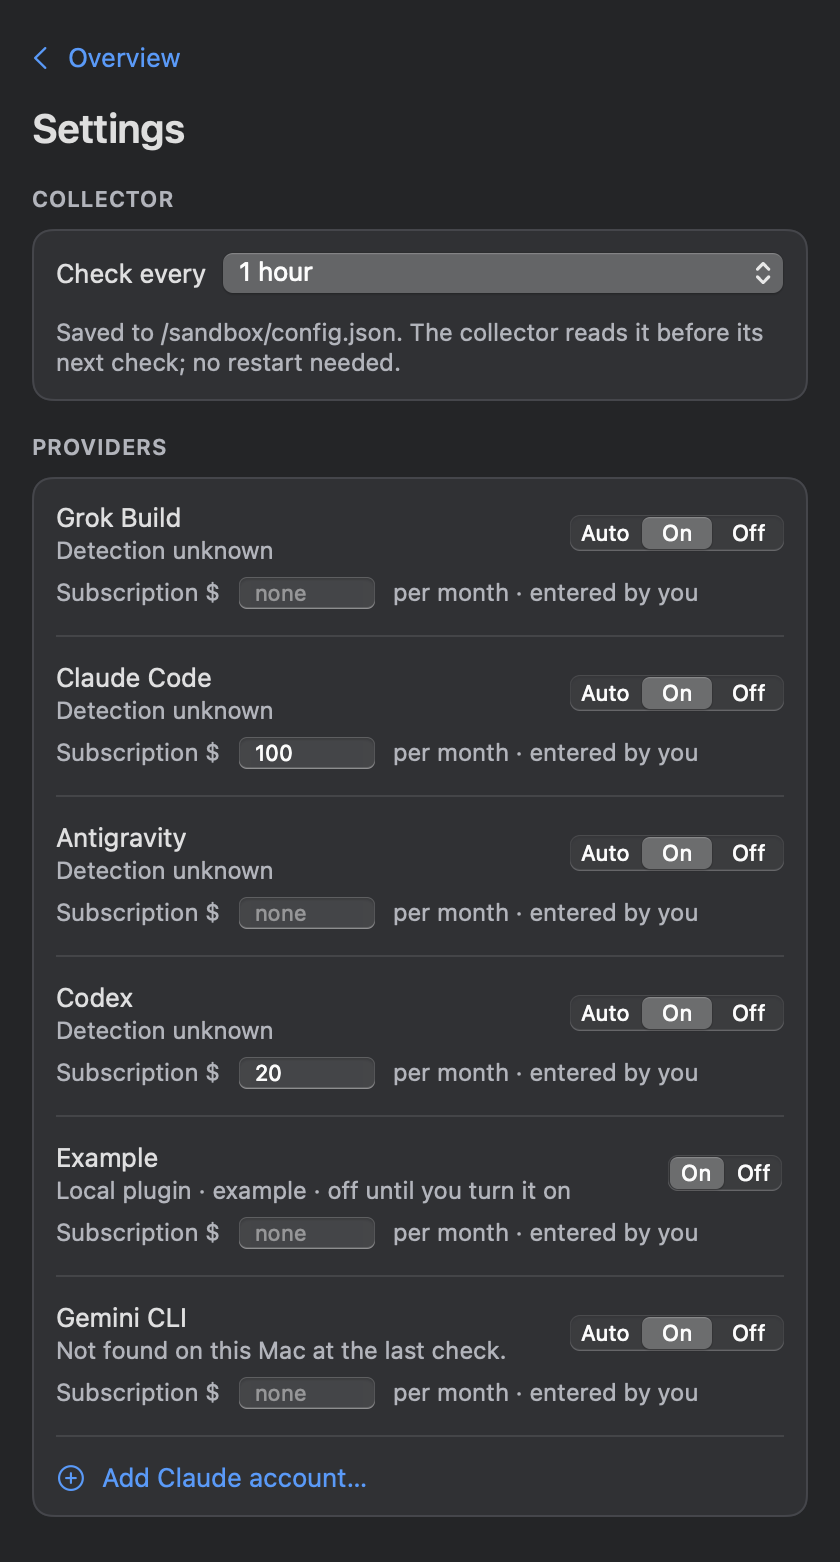 Overview
Settings
COLLECTOR
Check every 1 hour
Saved to /sandbox/config.json. The collector reads it before its
next check; no restart needed.
PROVIDERS
Grok Build
Auto On Off
Detection unknown
Subscription $ none per month · entered by you
Claude Code
Auto On Off
Detection unknown
Subscription $ 100 per month · entered by you
Antigravity
Auto On Off
Detection unknown
Subscription $ none per month · entered by you
Codex
Auto On Off
Detection unknown
Subscription $ 20 per month · entered by you
Example
On Off
Local plugin · example · off until you turn it on
Subscription $ none per month · entered by you
Gemini CLI
Auto On Off
Not found on this Mac at the last check.
Subscription $ none per month · entered by you
Add Claude account...